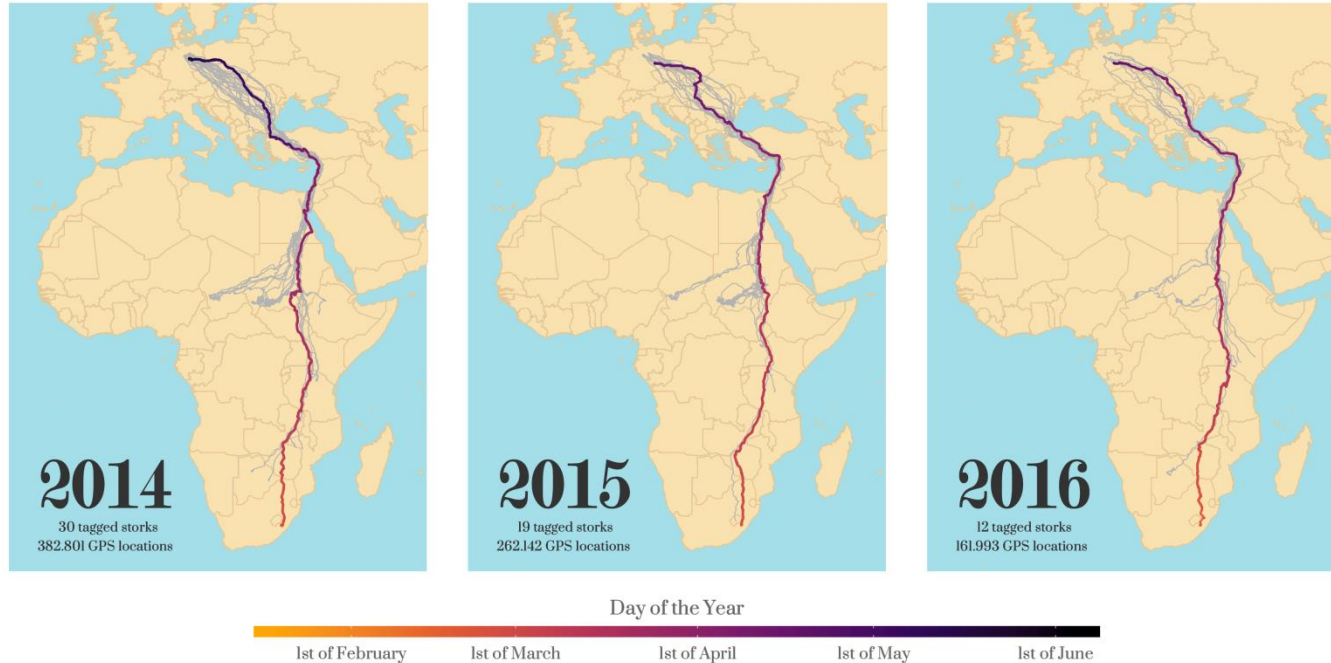 2014
30 tagged storks
382.801 GPS locations
2015
19 tagged storks
262.142 GPS locations
2016
12 tagged storks
161.993 GPS locations
Day of the Year
1st of February
1st of March
1st of April
1st of May
1st of June